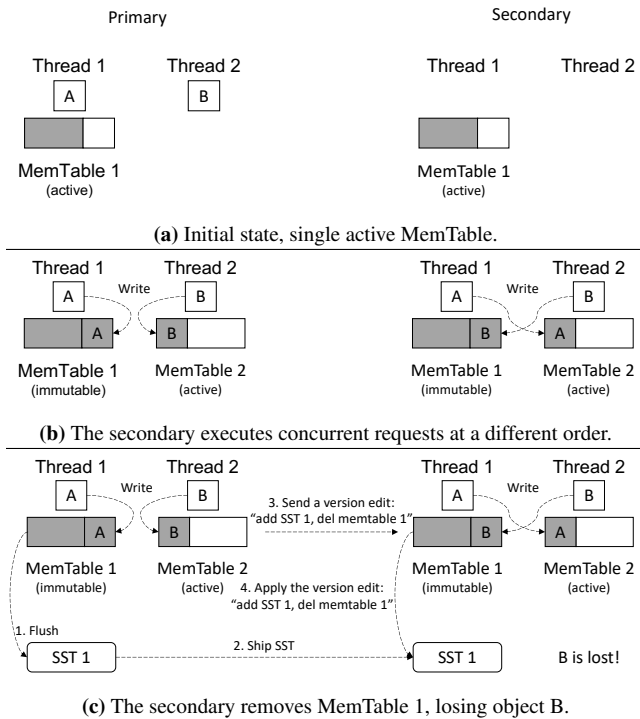 Primary Secondary
Thread 1 Thread 2 Thread 1 Thread 2
A B
MemTable 1 MemTable 1
(active) (active)
(a) Initial state, single active MemTable.
Thread 1 Thread 2 Thread 1 Thread 2
A Write B A Write B
A B B A
MemTable 1 MemTable 2 MemTable 1 MemTable 2
(immutable) (active) (immutable) (active)
(b) The secondary executes concurrent requests at a different order.
Thread 1 Thread 2 Thread 1 Thread 2
A Write B 3. Send a version edit: A Write B
"add SST 1, del memtable 1"
A B B A
MemTable 1 MemTable 2 4. Apply the version edit: MemTable 1 MemTable 2
(immutable) (active) "add SST 1, del memtable 1" (immutable) (active)
1. Flush
2. Ship SST
SST 1 SST 1 B is lost!
(c) The secondary removes MemTable 1, losing object B.